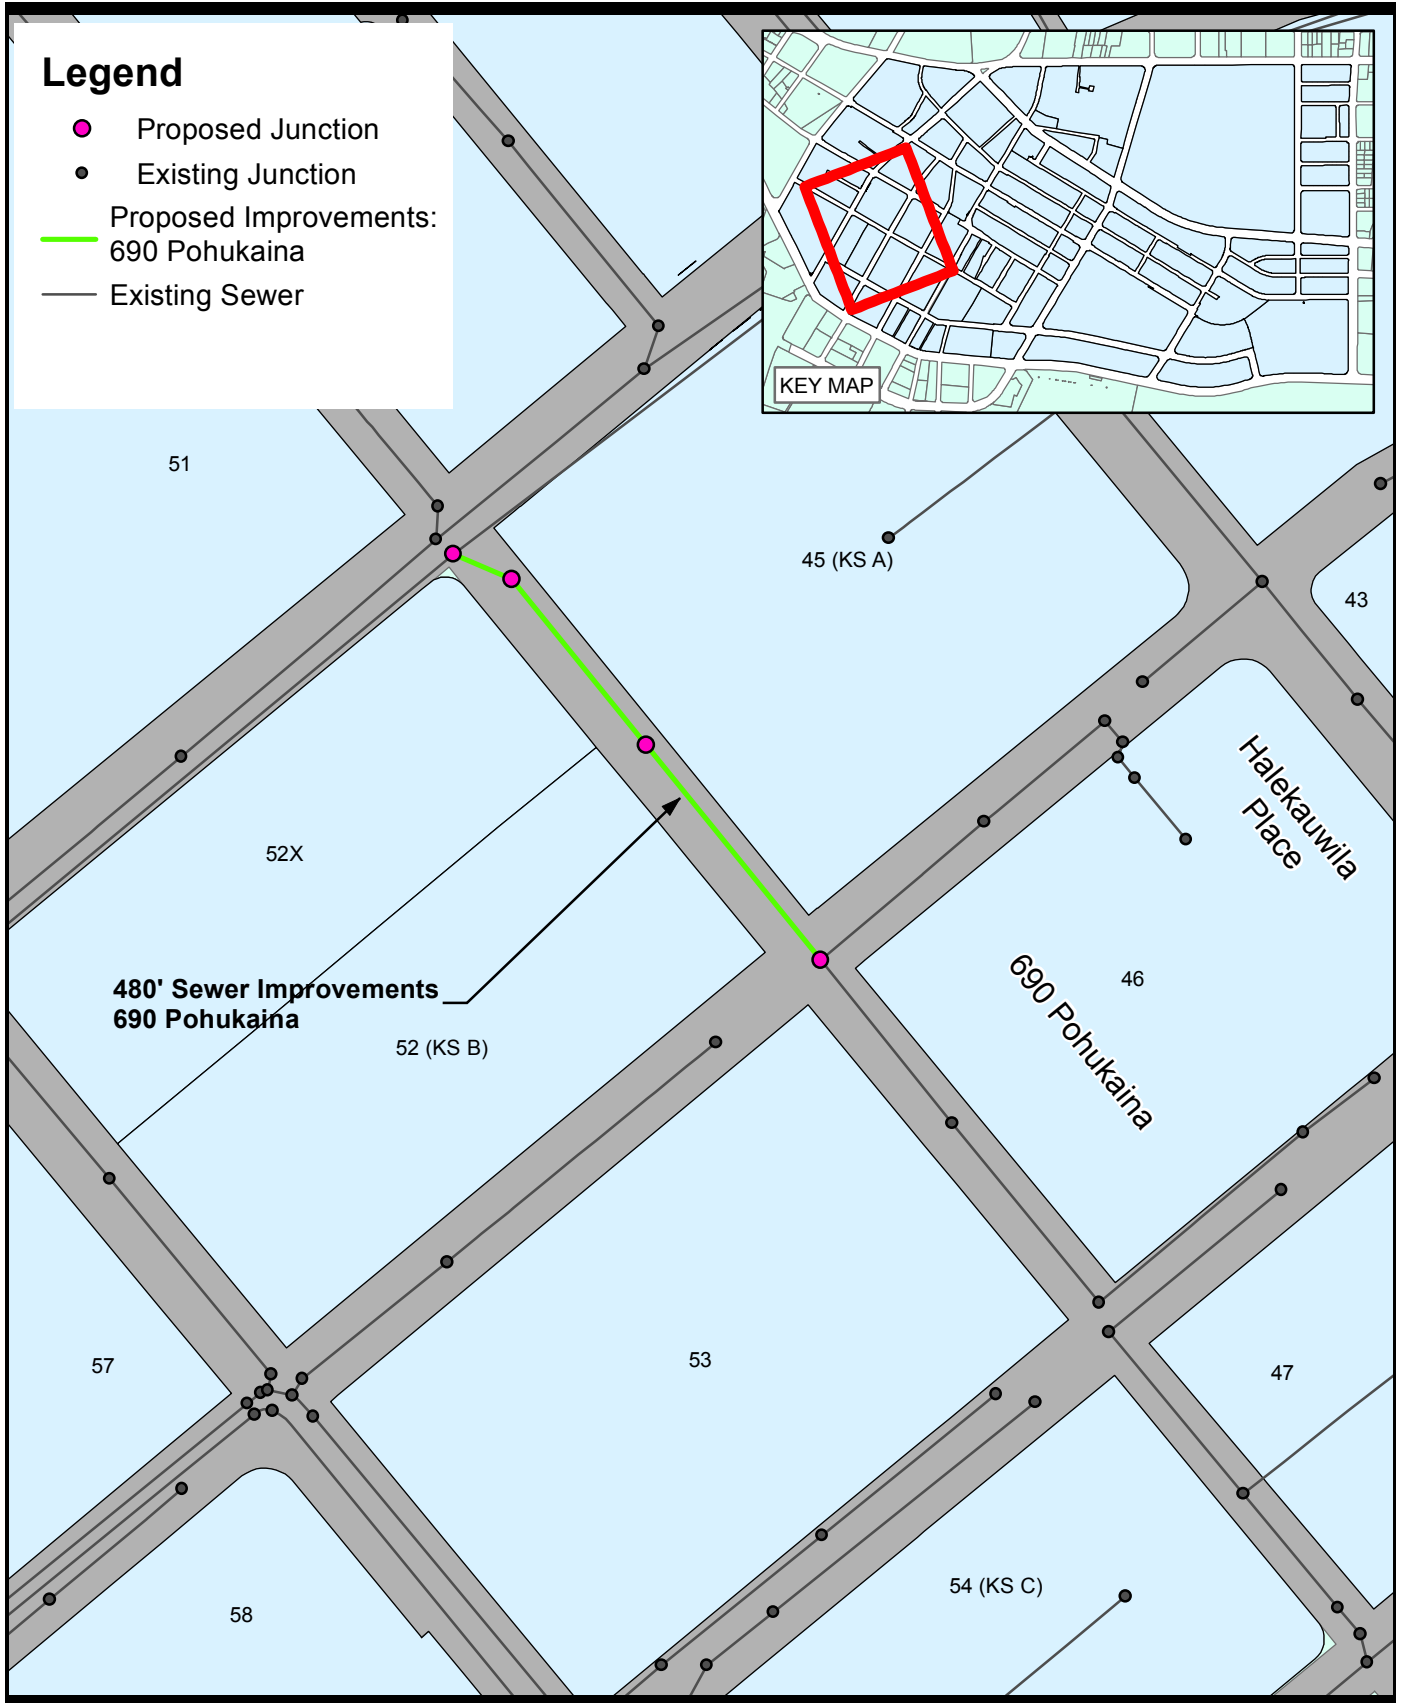 Legend
Proposed Junction
Existing Junction
Proposed Improvements:
690 Pohukaina
Existing Sewer
KEY MAP
51
45 (KS A)
43
52X
Halekauwila
Place
480' Sewer Improvements
690 Pohukaina
52 (KS B)
46
690 Pohukaina
57
53
47
54 (KS C)
58